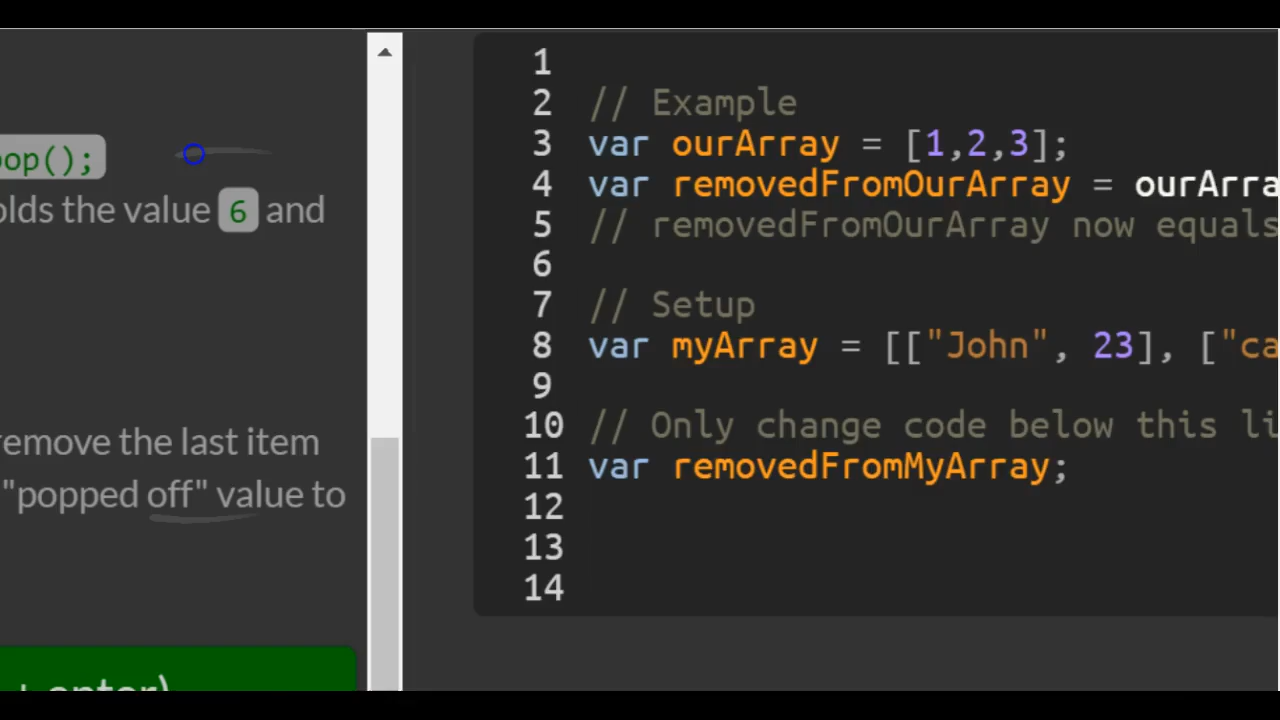 pop();
olds the value 6 and
remove the last item
"popped off" value to
+ enter)
1
2 // Example
3 var ourArray = [1,2,3];
4 var removedFromOurArray = ourArra
5 // removedFromOurArray now equals
6
7 // Setup
8 var myArray = [["John", 23], ["ca
9
10 // Only change code below this li
11 var removedFromMyArray;
12
13
14